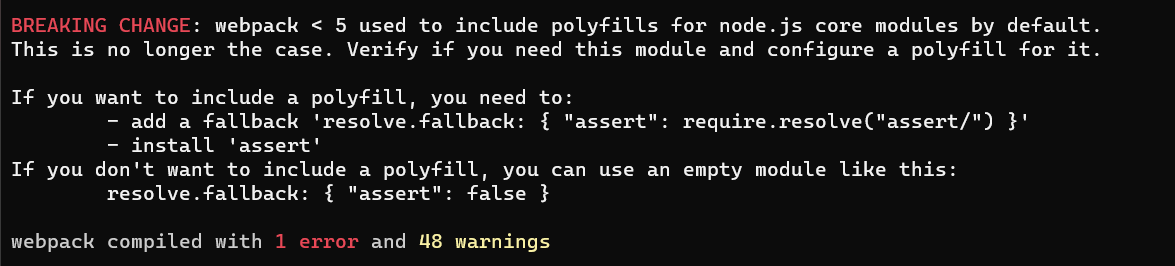 BREAKING CHANGE: webpack < 5 used to include polyfills for node.js core modules by default.
This is no longer the case. Verify if you need this module and configure a polyfill for it.
If you want to include a polyfill, you need to:
- add a fallback 'resolve.fallback: { "assert": require.resolve("assert/") }'
- install 'assert'
If you don't want to include a polyfill, you can use an empty module like this:
resolve.fallback: { "assert": false }
webpack compiled with 1 error and 48 warnings